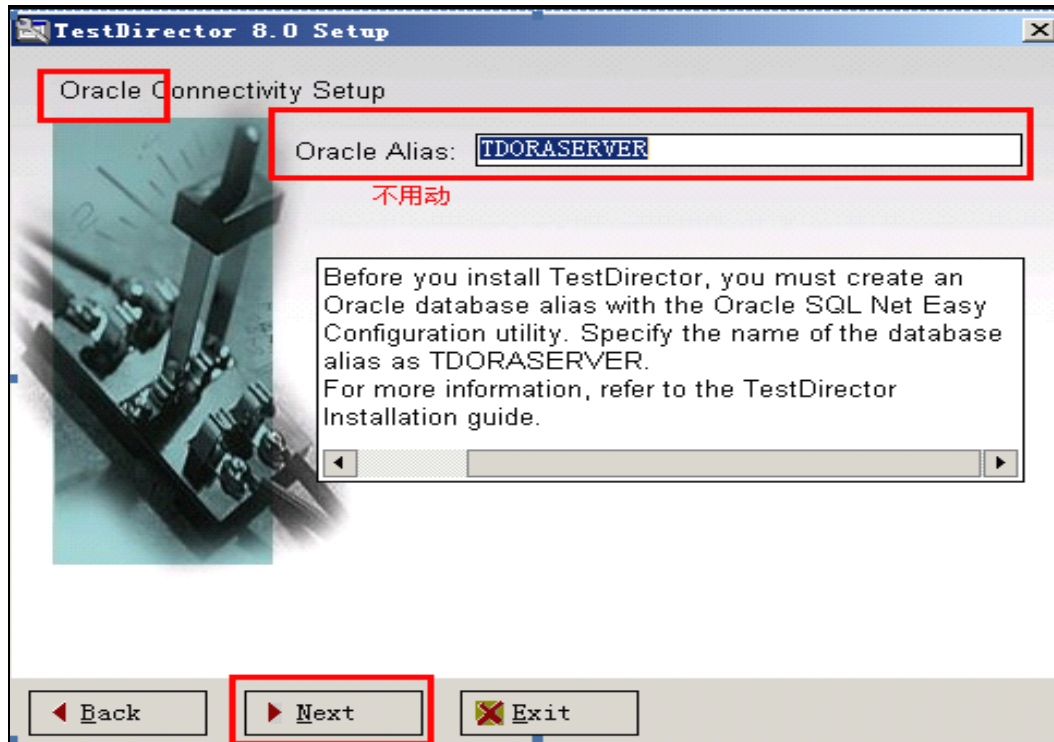 TestDirector 8.0 Setup
Oracle Connectivity Setup
Oracle Alias: TDORASERVER
不用动
Before you install TestDirector, you must create an
Oracle database alias with the Oracle SQL Net Easy
Configuration utility. Specify the name of the database
alias as TDORASERVER.
For more information, refer to the TestDirector
Installation guide.
Back Next Exit